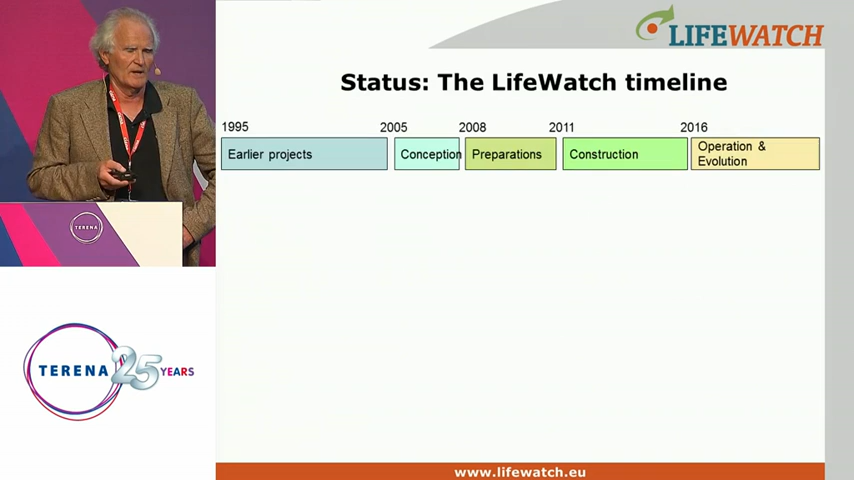 LIFEWATCH
Status: The LifeWatch timeline
1995 2005 2008 2011 2016
Earlier projects
Conception
Preparations
Construction
Operation &
Evolution
TERENA
TERENA 25 YEARS
www.lifewatch.eu